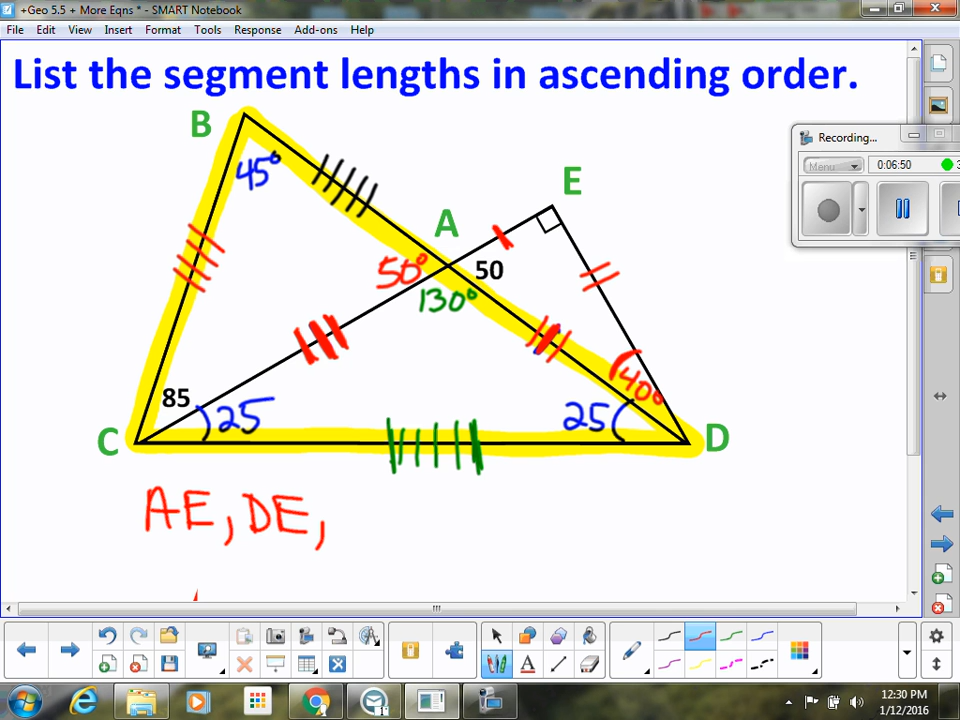 +Geo 5.5 + More Eqns * - SMART Notebook
File Edit View Insert Format Tools Response Add-ons Help
List the segment lengths in ascending order.
Recording...
Menu
0:06:50
B
45°
E
A
50°
50
130°
40°
85
25
25
C
D
AE, DE,
A
12:30 PM
1/12/2016